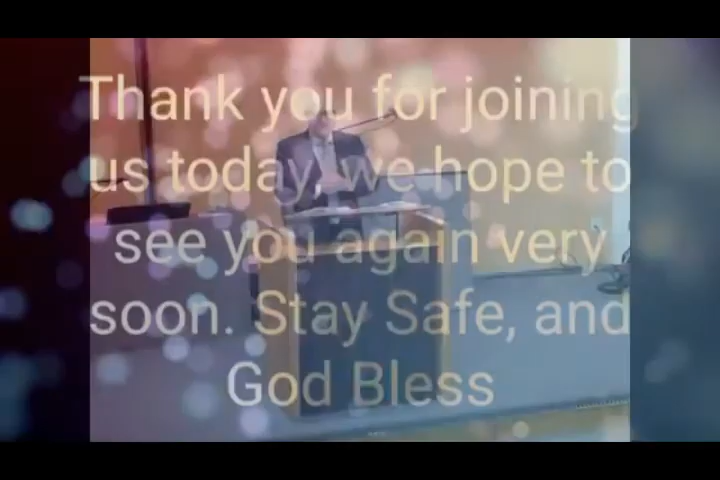 Thank you for joining
us today, we hope to
see you again very
soon. Stay Safe, and
God Bless